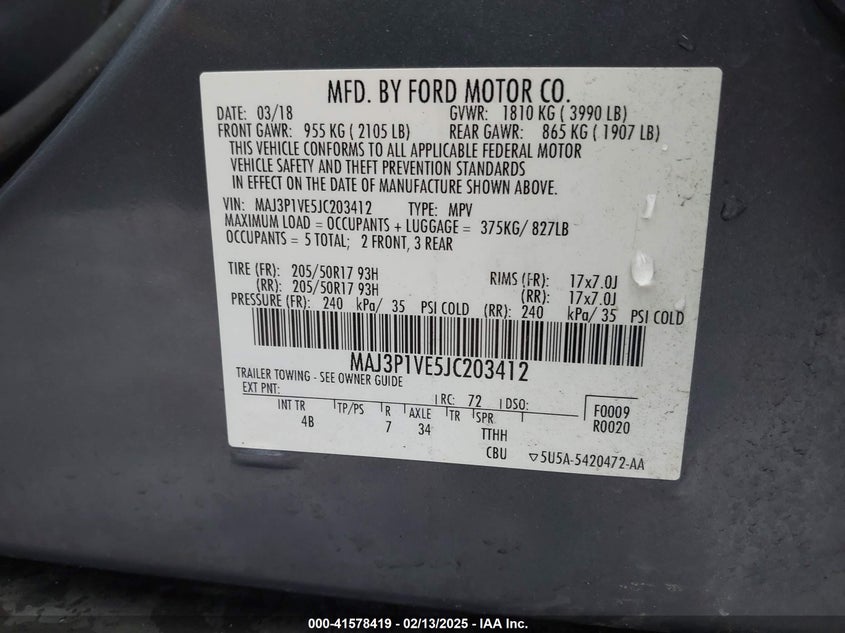 MFD. BY FORD MOTOR CO.
DATE: 03/18 GVWR: 1810 KG ( 3990 LB)
FRONT GAWR: 955 KG ( 2105 LB) REAR GAWR: 865 KG ( 1907 LB)
THIS VEHICLE CONFORMS TO ALL APPLICABLE FEDERAL MOTOR
VEHICLE SAFETY AND THEFT PREVENTION STANDARDS
IN EFFECT ON THE DATE OF MANUFACTURE SHOWN ABOVE.
VIN: MAJ3P1VE5JC203412 TYPE: MPV
MAXIMUM LOAD = OCCUPANTS + LUGGAGE = 375KG/ 827LB
OCCUPANTS = 5 TOTAL; 2 FRONT, 3 REAR
TIRE (FR): 205/50R17 93H RIMS (FR): 17x7.0J
(RR): 205/50R17 93H (RR): 17x7.0J
PRESSURE (FR): 240 kPa/ 35 PSI COLD (RR): 240 kPa/ 35 PSI COLD
MAJ3P1VE5JC203412
TRAILER TOWING - SEE OWNER GUIDE
EXT PNT: RC: 72 DSO: F0009
INT TR TP/PS R AXLE TR SPR R0020
4B 7 34 TTHH
CBU ▽5U5A-5420472-AA
000-41578419 - 02/13/2025 - IAA Inc.